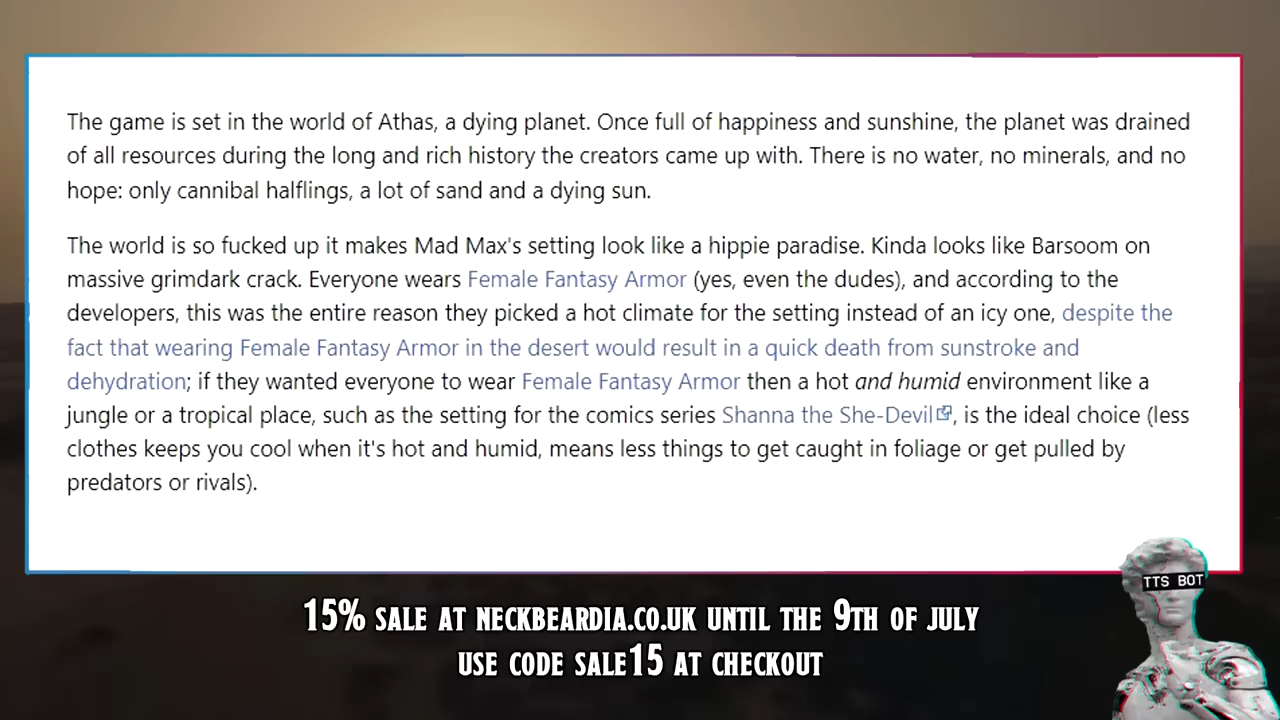 The game is set in the world of Athas, a dying planet. Once full of happiness and sunshine, the planet was drained
of all resources during the long and rich history the creators came up with. There is no water, no minerals, and no
hope: only cannibal halflings, a lot of sand and a dying sun.
The world is so fucked up it makes Mad Max's setting look like a hippie paradise. Kinda looks like Barsoom on
massive grimdark crack. Everyone wears Female Fantasy Armor (yes, even the dudes), and according to the
developers, this was the entire reason they picked a hot climate for the setting instead of an icy one, despite the
fact that wearing Female Fantasy Armor in the desert would result in a quick death from sunstroke and
dehydration; if they wanted everyone to wear Female Fantasy Armor then a hot and humid environment like a
jungle or a tropical place, such as the setting for the comics series Shanna the She-Devil, is the ideal choice (less
clothes keeps you cool when it's hot and humid, means less things to get caught in foliage or get pulled by
predators or rivals).
TTS BOT
15% SALE AT NECKBEARDIA.CO.UK UNTIL THE 9TH OF JULY
USE CODE SALE15 AT CHECKOUT